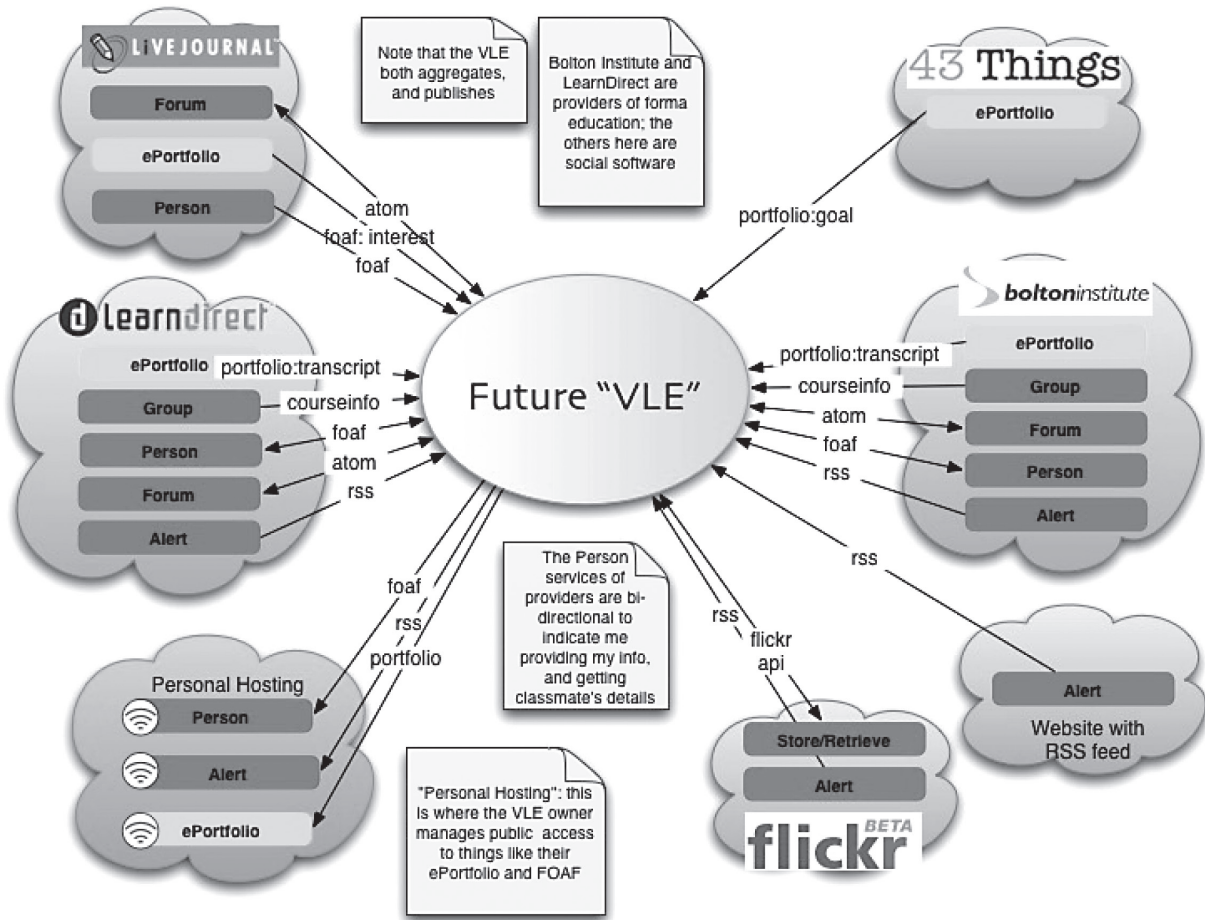 LiVEJOURNAL
Forum
ePortfolio
Person
Note that the VLE
both aggregates,
and publishes
Bolton Institute and
LearnDirect are
providers of forma
education; the
others here are
social software
43 Things
ePortfolio
atom
foaf: interest
foaf
portfolio:goal
learndirect
ePortfolio
Group
Person
Forum
Alert
portfolio:transcript
courseinfo
foaf
atom
rss
Future "VLE"
boltoninstitute
ePortfolio
Group
Forum
Person
Alert
portfolio:transcript
courseinfo
atom
foaf
rss
foaf
rss
portfolio
Personal Hosting
Person
Alert
ePortfolio
The Person
services of
providers are bi-
directional to
indicate me
providing my info,
and getting
classmate's details
"Personal Hosting": this
is where the VLE owner
manages public access
to things like their
ePortfolio and FOAF
rss
flickr
api
Store/Retrieve
Alert
flickr BETA
rss
Alert
Website with
RSS feed